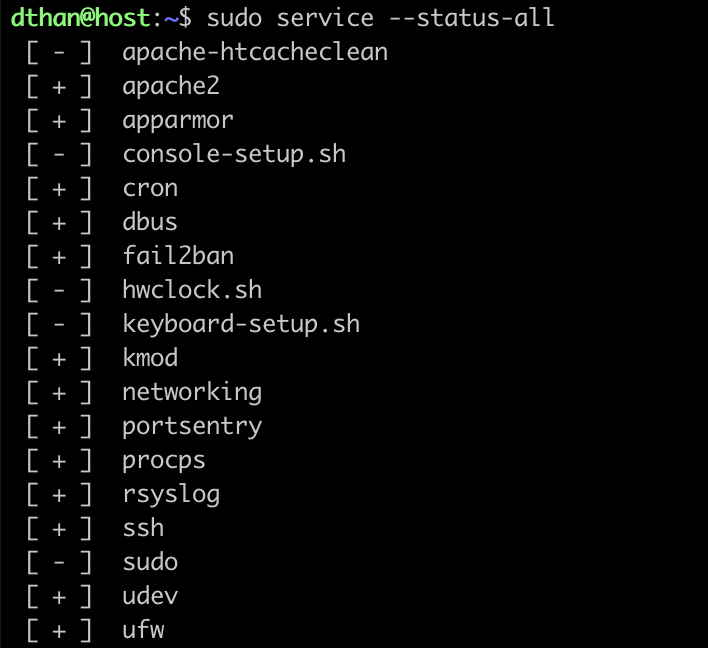 dthan@host:~$ sudo service --status-all
[ - ]  apache-htcacheclean
[ + ]  apache2
[ + ]  apparmor
[ - ]  console-setup.sh
[ + ]  cron
[ + ]  dbus
[ + ]  fail2ban
[ - ]  hwclock.sh
[ - ]  keyboard-setup.sh
[ + ]  kmod
[ + ]  networking
[ + ]  portsentry
[ + ]  procps
[ + ]  rsyslog
[ + ]  ssh
[ - ]  sudo
[ + ]  udev
[ + ]  ufw